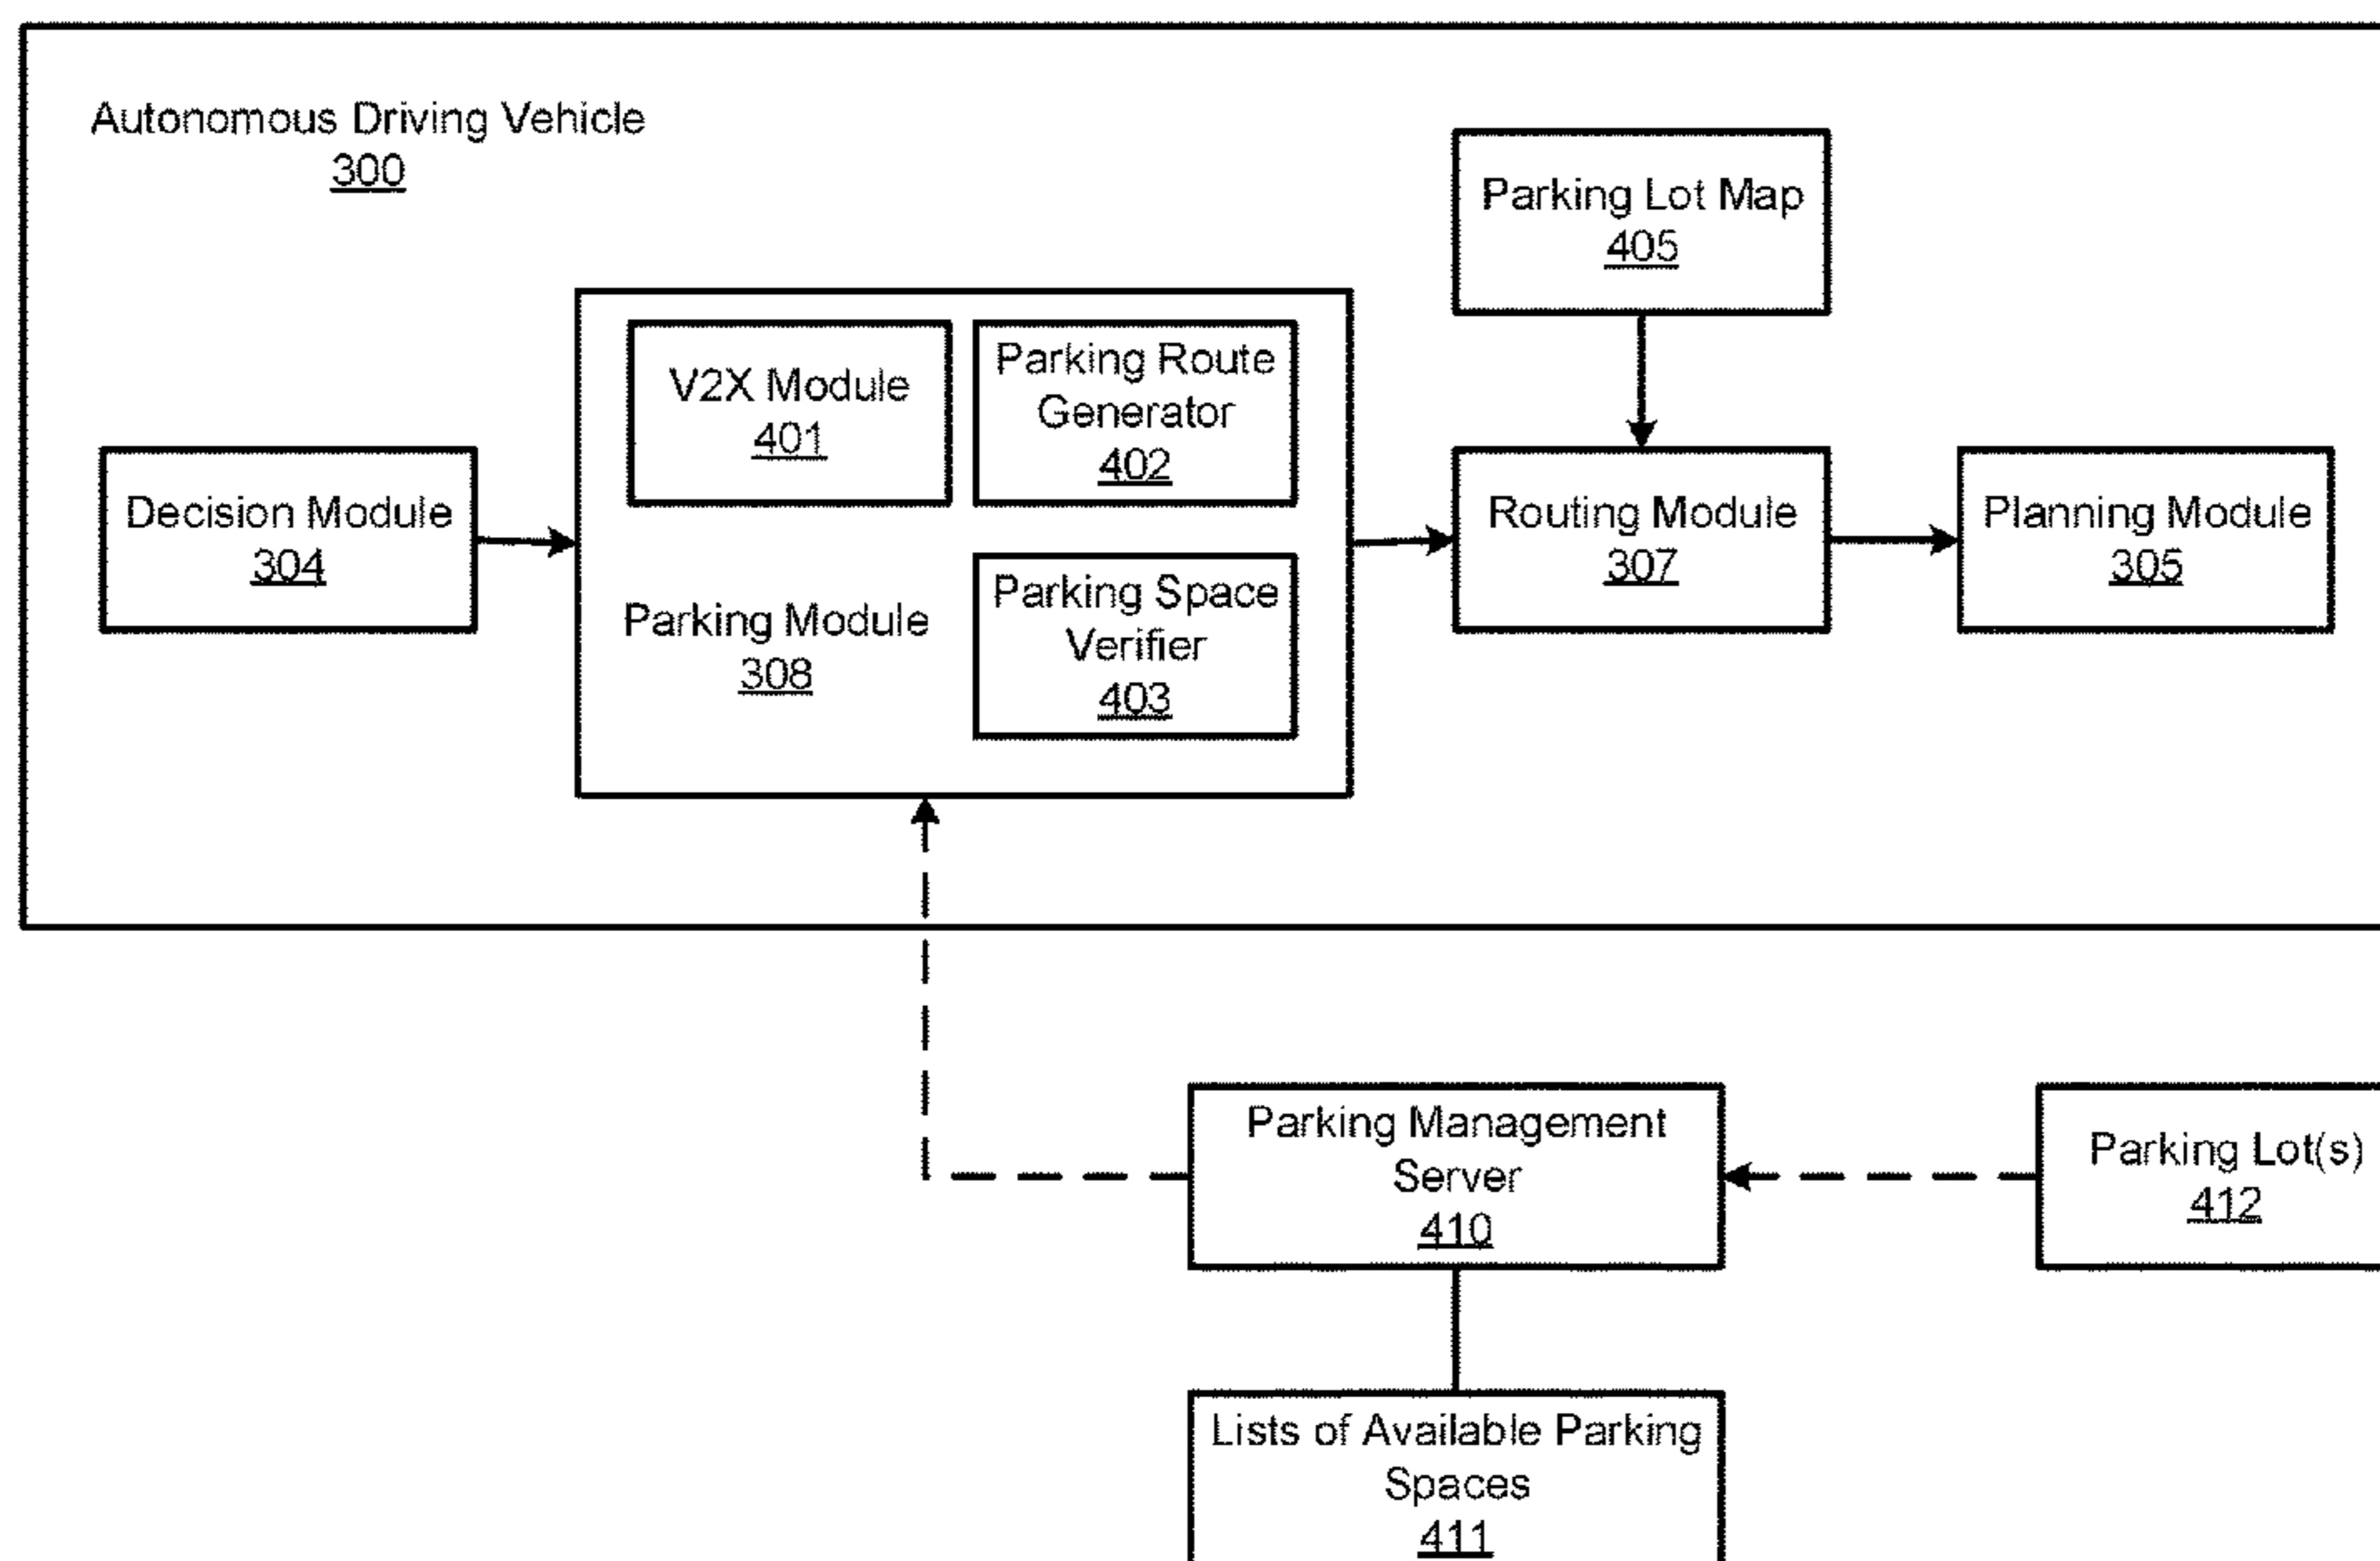 Autonomous Driving Vehicle
300
Parking Lot Map
405
V2X Module
401
Parking Route
Generator
402
Decision Module
304
Parking Module
308
Parking Space
Verifier
403
Routing Module
307
Planning Module
305
Parking Management
Server
410
Parking Lot(s)
412
Lists of Available Parking
Spaces
411